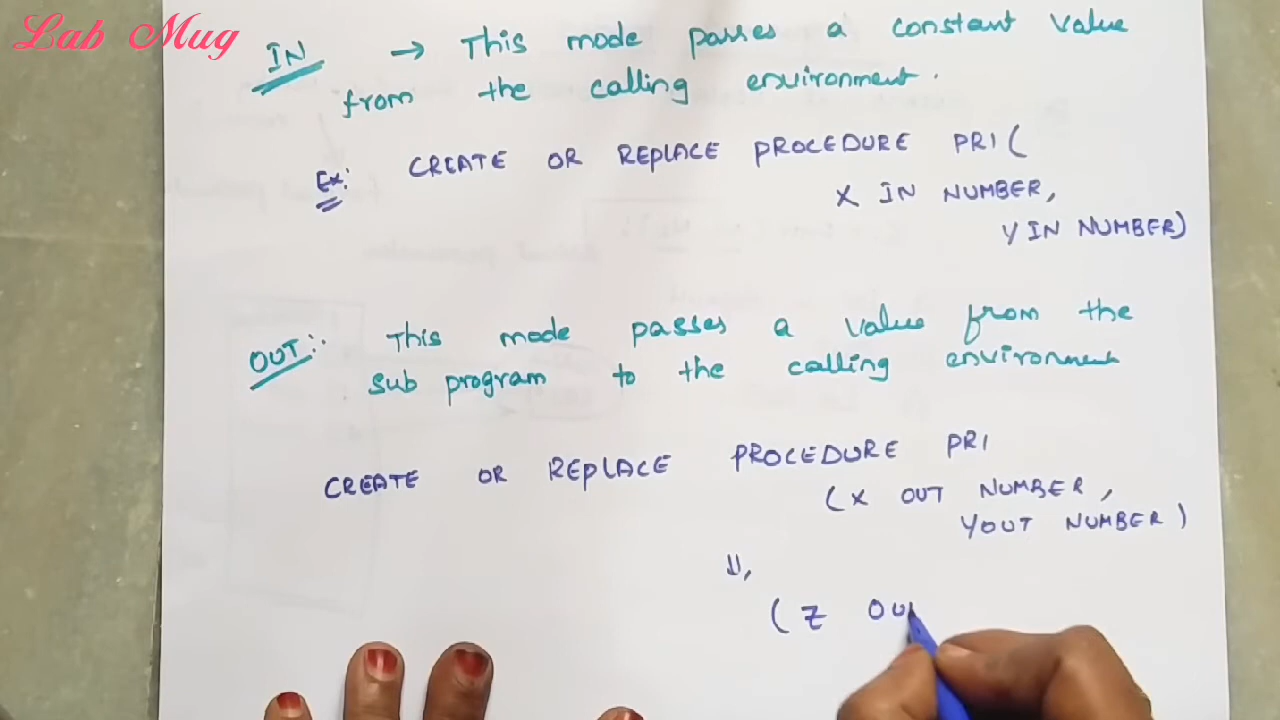 Lab Mug
IN → This mode passes a constant value
from the calling environment.
Ex: CREATE OR REPLACE PROCEDURE PR1(
X IN NUMBER,
Y IN NUMBER)
OUT: This mode passes a value from the
sub program to the calling environment
CREATE OR REPLACE PROCEDURE PR1
(X OUT NUMBER,
Y OUT NUMBER)
(Z OU